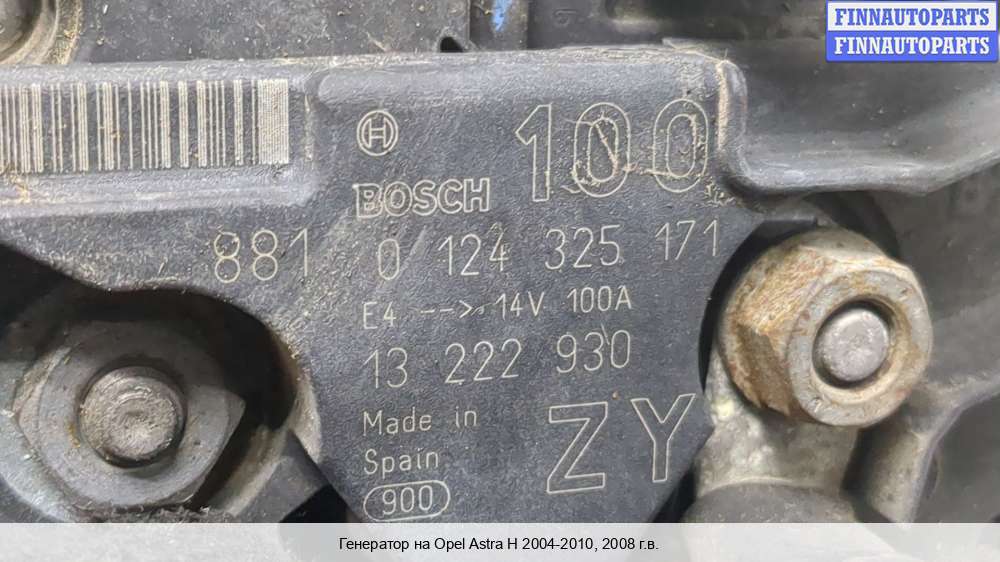 FINNAUTOPARTS
FINNAUTOPARTS
100
BOSCH
881 0 124 325 171
E4 --> 14V 100A
13 222 930
Made in
Spain
ZY
900
Генератор на Opel Astra H 2004-2010, 2008 г.в.